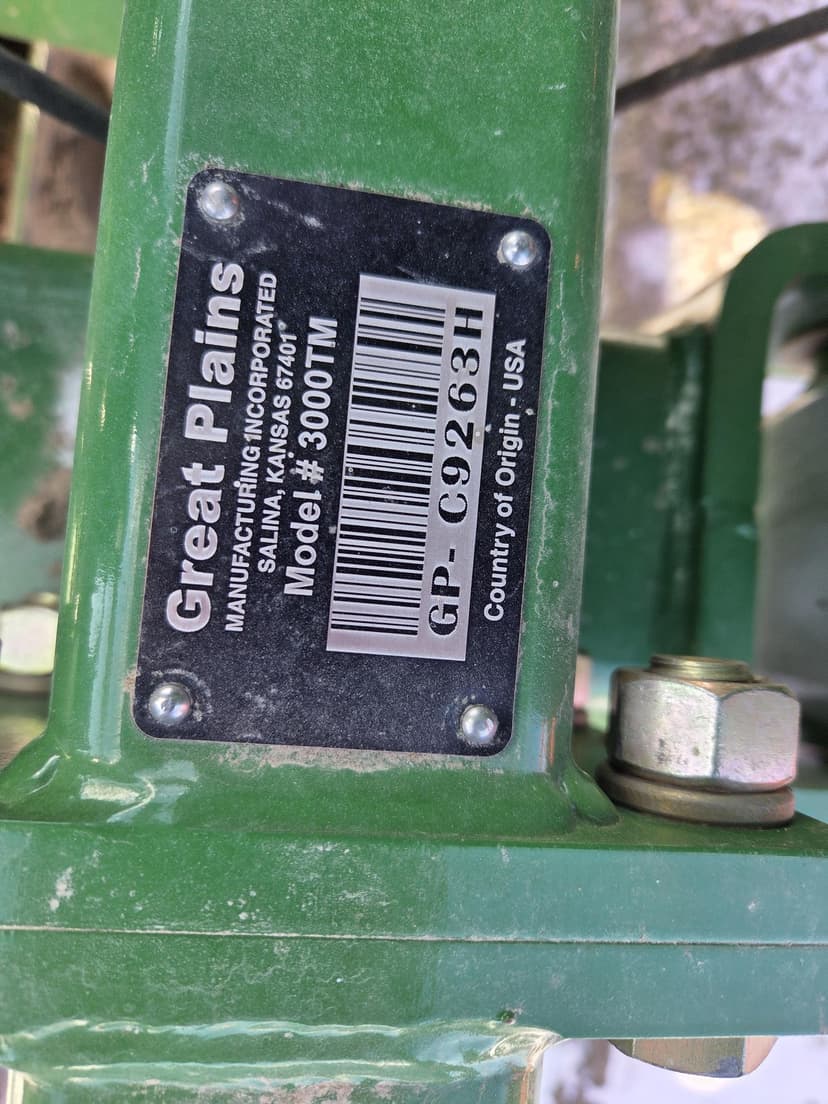 Great Plains
MANUFACTURING INCORPORATED
SALINA, KANSAS 67401
Model # 3000TM
GP- C9263H
Country of Origin - USA